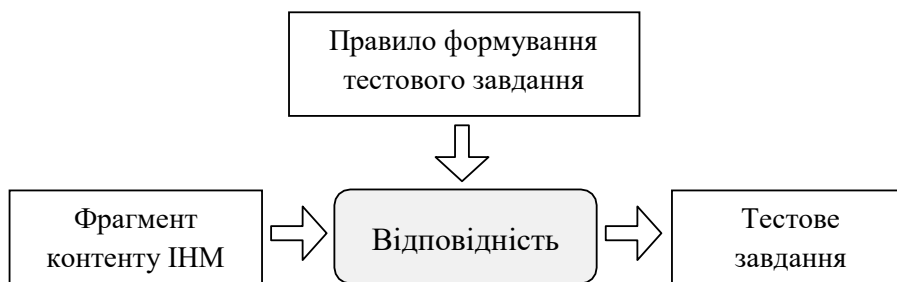 Правило формування
тестового завдання
Фрагмент
контенту ІНМ
Відповідність
Тестове
завдання